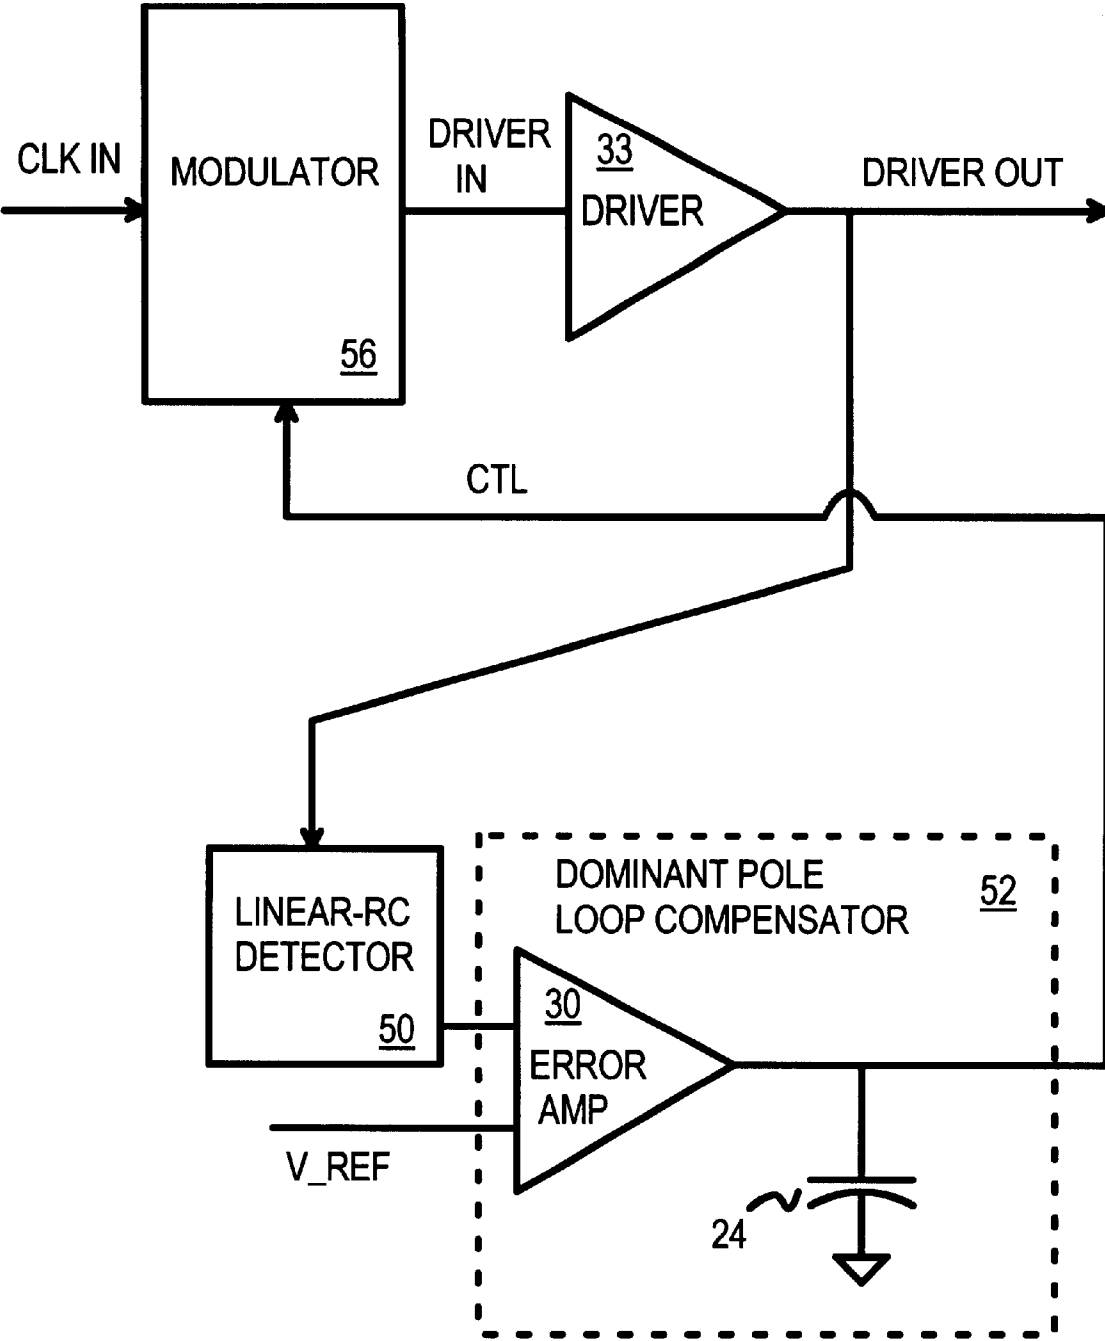 CLK IN
MODULATOR
56
DRIVER
IN
33
DRIVER
DRIVER OUT
CTL
LINEAR-RC
DETECTOR
50
DOMINANT POLE
LOOP COMPENSATOR
52
30
ERROR
AMP
V_REF
24